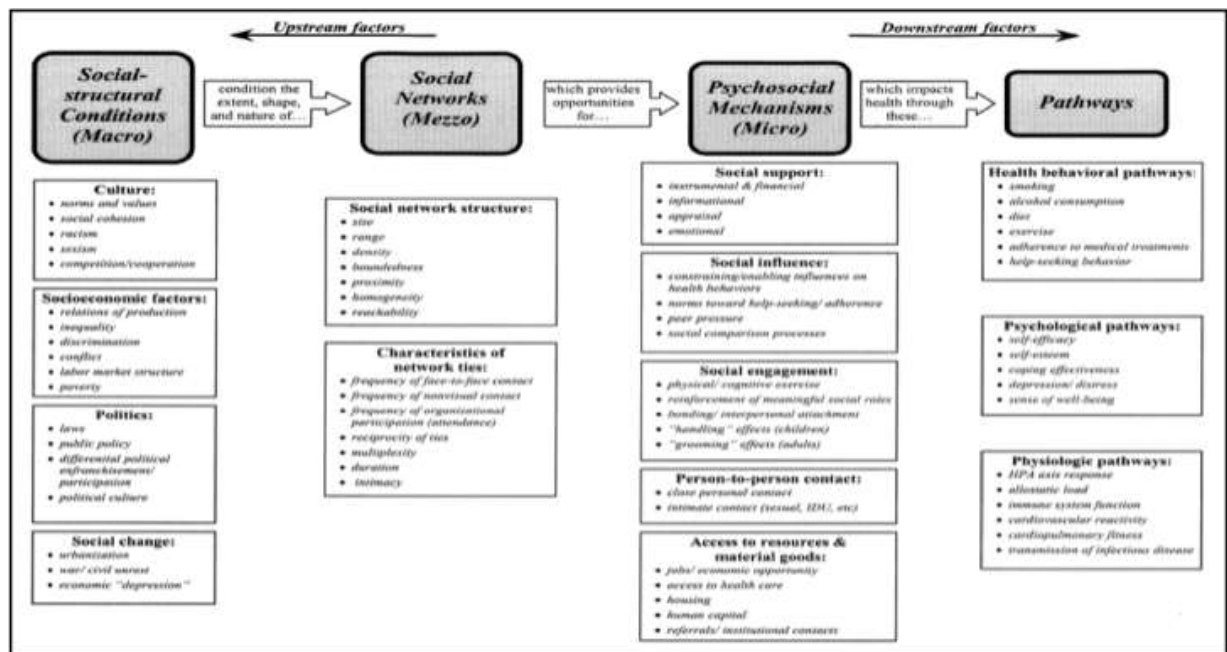 Upstream factors
Downstream factors
Social-
structural
Conditions
(Macro)
condition the
extent, shape,
and nature of...
Social
Networks
(Mezzo)
which provides
opportunities
for...
Psychosocial
Mechanisms
(Micro)
which impacts
health through
these...
Pathways
Culture:
• norms and values
• social cohesion
• racism
• sexism
• competition/cooperation
Socioeconomic factors:
• relations of production
• inequality
• discrimination
• conflict
• labor market structure
• poverty
Politics:
• laws
• public policy
• differential political
enfranchisement/
participation
• political culture
Social change:
• urbanization
• war/ civil unrest
• economic "depression"
Social network structure:
• size
• range
• density
• boundedness
• proximity
• homogeneity
• reachability
Characteristics of
network ties:
• frequency of face-to-face contact
• frequency of nonvisual contact
• frequency of organizational
participation (attendance)
• reciprocity of ties
• multiplexity
• duration
• intimacy
Social support:
• instrumental & financial
• informational
• appraisal
• emotional
Social influence:
• constraining/enabling influences on
health behaviors
• norms toward help-seeking/ adherence
• peer pressure
• social comparison processes
Social engagement:
• physical/ cognitive exercise
• reinforcement of meaningful social roles
• bonding/ interpersonal attachment
• "handling" effects (children)
• "grooming" effects (adults)
Person-to-person contact:
• close personal contact
• intimate contact (sexual, IDU, etc)
Access to resources &
material goods:
• jobs/ economic opportunity
• access to health care
• housing
• human capital
• referrals/ institutional contacts
Health behavioral pathways:
• smoking
• alcohol consumption
• diet
• exercise
• adherence to medical treatments
• help-seeking behavior
Psychological pathways:
• self-efficacy
• self-esteem
• coping effectiveness
• depression/ distress
• sense of well-being
Physiologic pathways:
• HPA axis response
• allostatic load
• immune system function
• cardiovascular reactivity
• cardiopulmonary fitness
• transmission of infectious disease